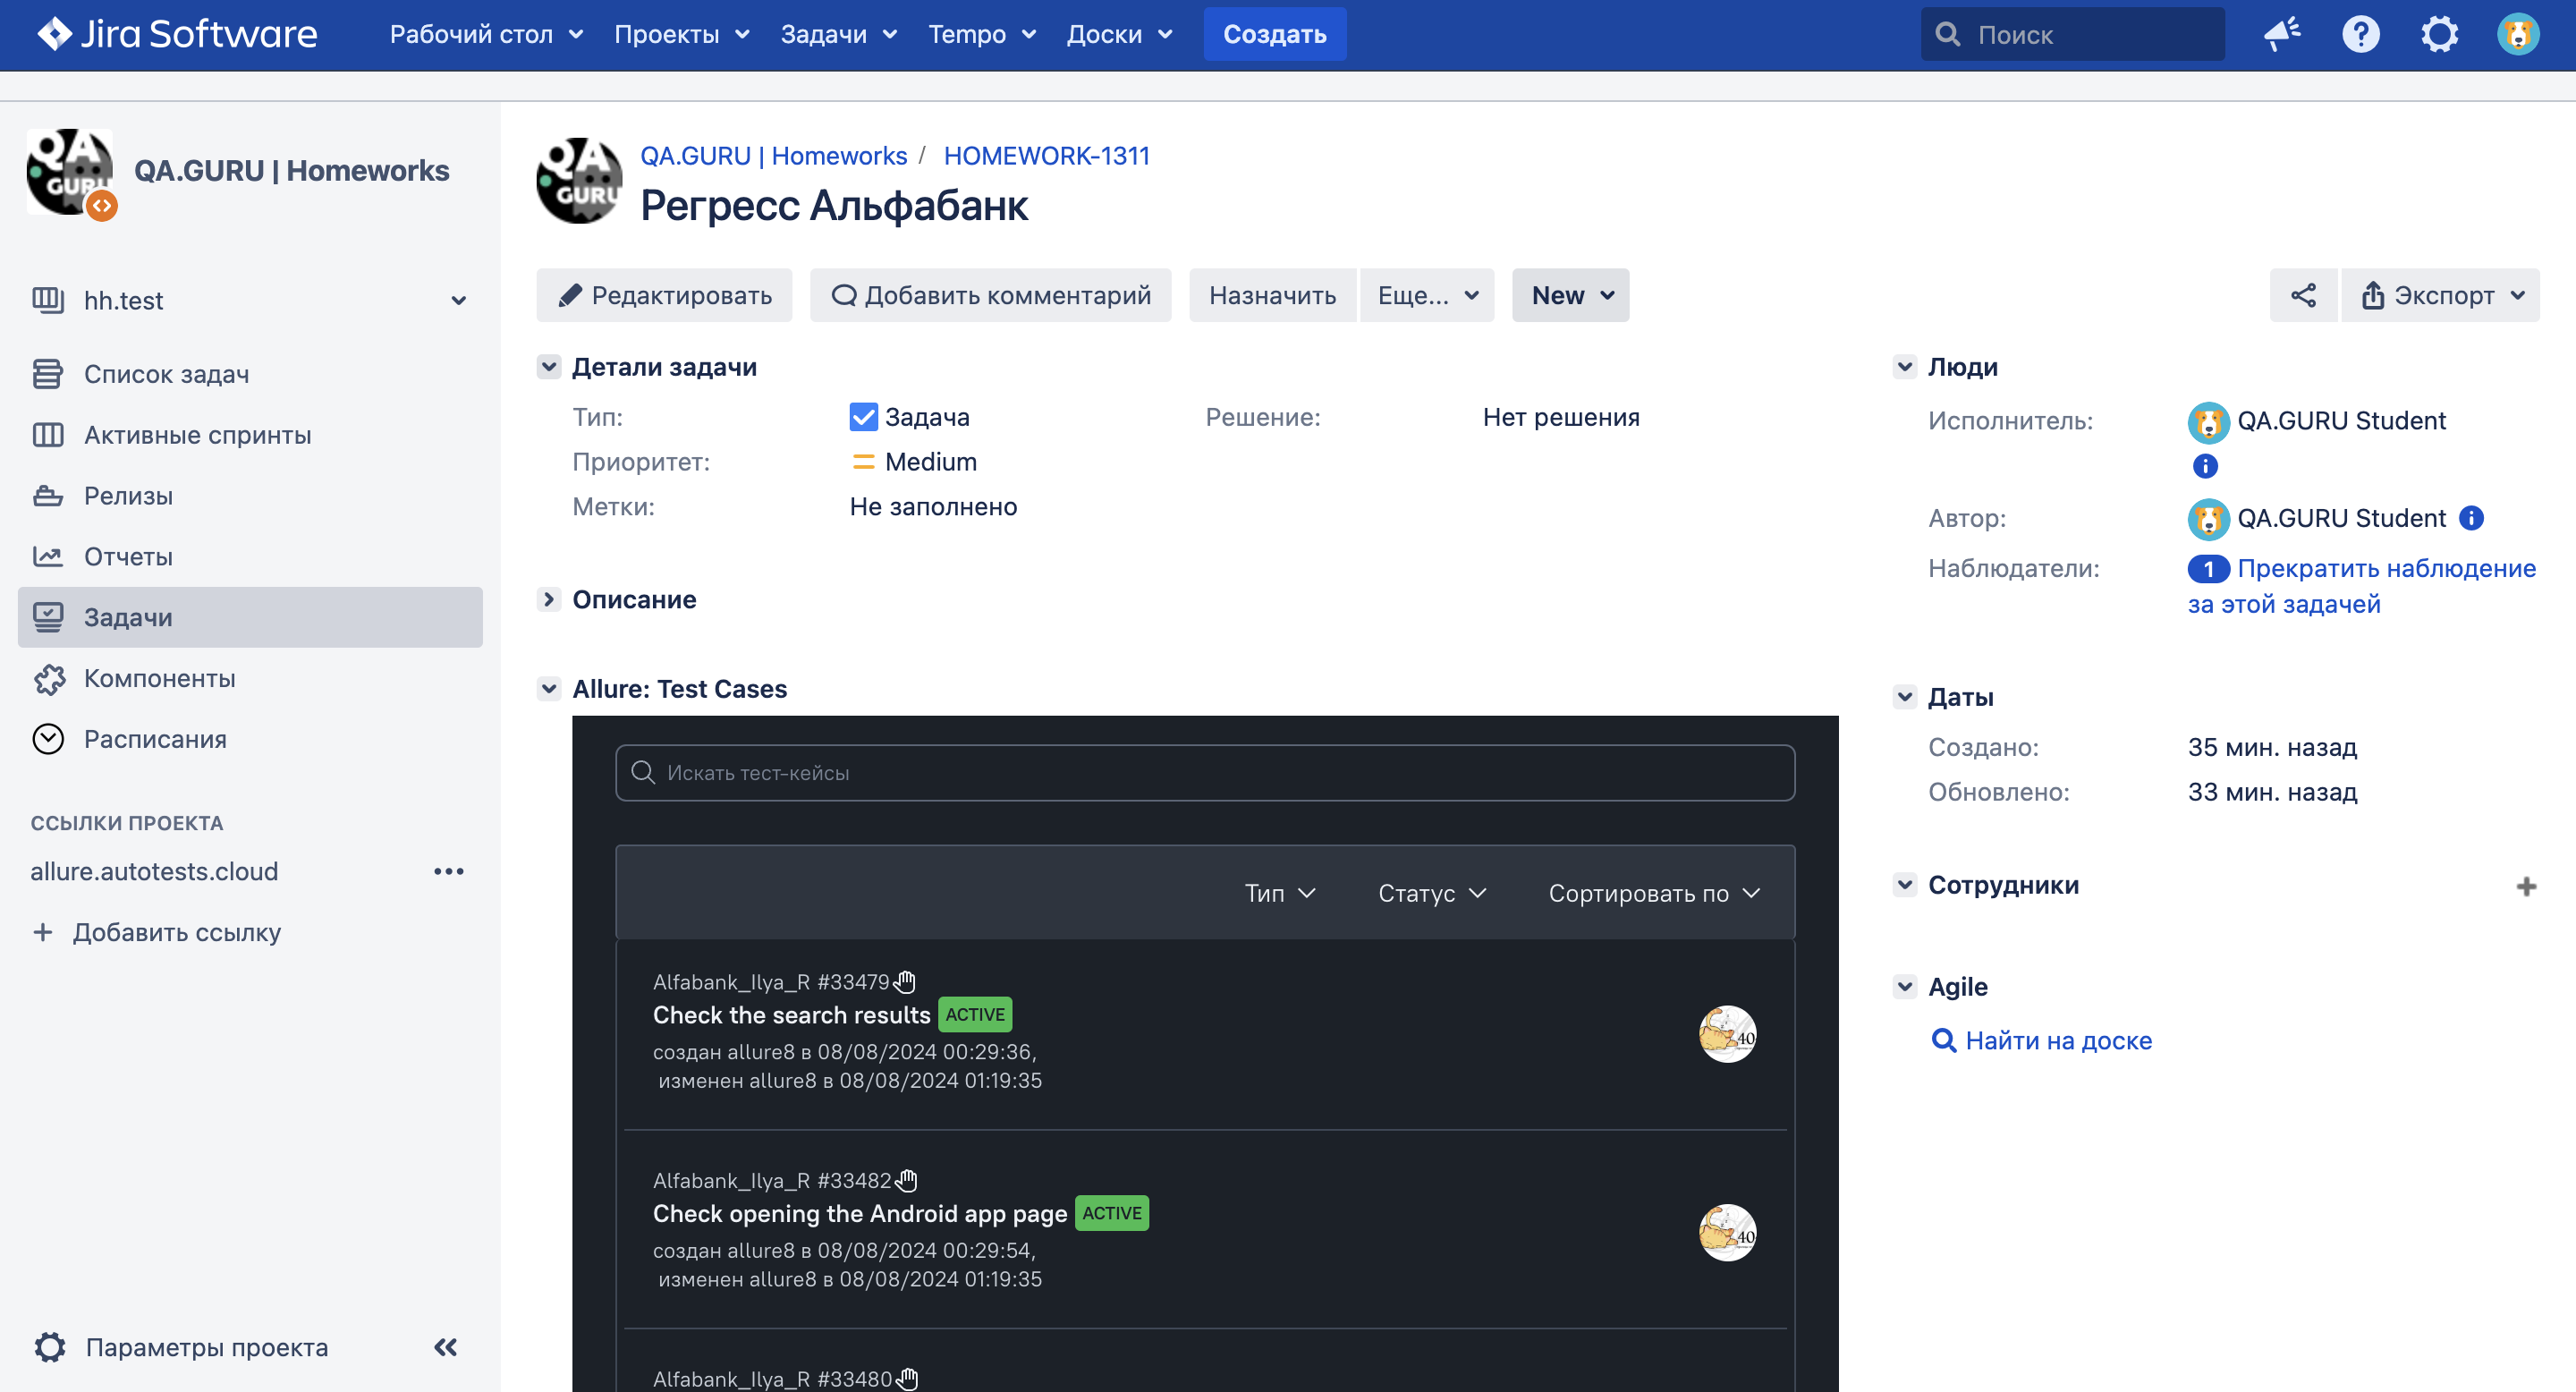 Jira Software Рабочий стол Проекты Задачи Tempo Доски Создать Поиск
QA.GURU | Homeworks
hh.test
Список задач
Активные спринты
Релизы
Отчеты
Задачи
Компоненты
Расписания
ССЫЛКИ ПРОЕКТА
allure.autotests.cloud
Добавить ссылку
Параметры проекта
QA.GURU | Homeworks / HOMEWORK-1311
Регресс Альфабанк
Редактировать Добавить комментарий Назначить Еще... New Экспорт
Детали задачи
Тип: Задача Решение: Нет решения
Приоритет: Medium
Метки: Не заполнено
Описание
Allure: Test Cases
Искать тест-кейсы
Тип Статус Сортировать по
Alfabank_Ilya_R #33479
Check the search results ACTIVE
создан allure8 в 08/08/2024 00:29:36,
изменен allure8 в 08/08/2024 01:19:35
40
Alfabank_Ilya_R #33482
Check opening the Android app page ACTIVE
создан allure8 в 08/08/2024 00:29:54,
изменен allure8 в 08/08/2024 01:19:35
40
Alfabank_Ilya_R #33480
Люди
Исполнитель: QA.GURU Student
Автор: QA.GURU Student
Наблюдатели: 1 Прекратить наблюдение
за этой задачей
Даты
Создано: 35 мин. назад
Обновлено: 33 мин. назад
Сотрудники
Agile
Найти на доске
QA
GURU
QA
GURU